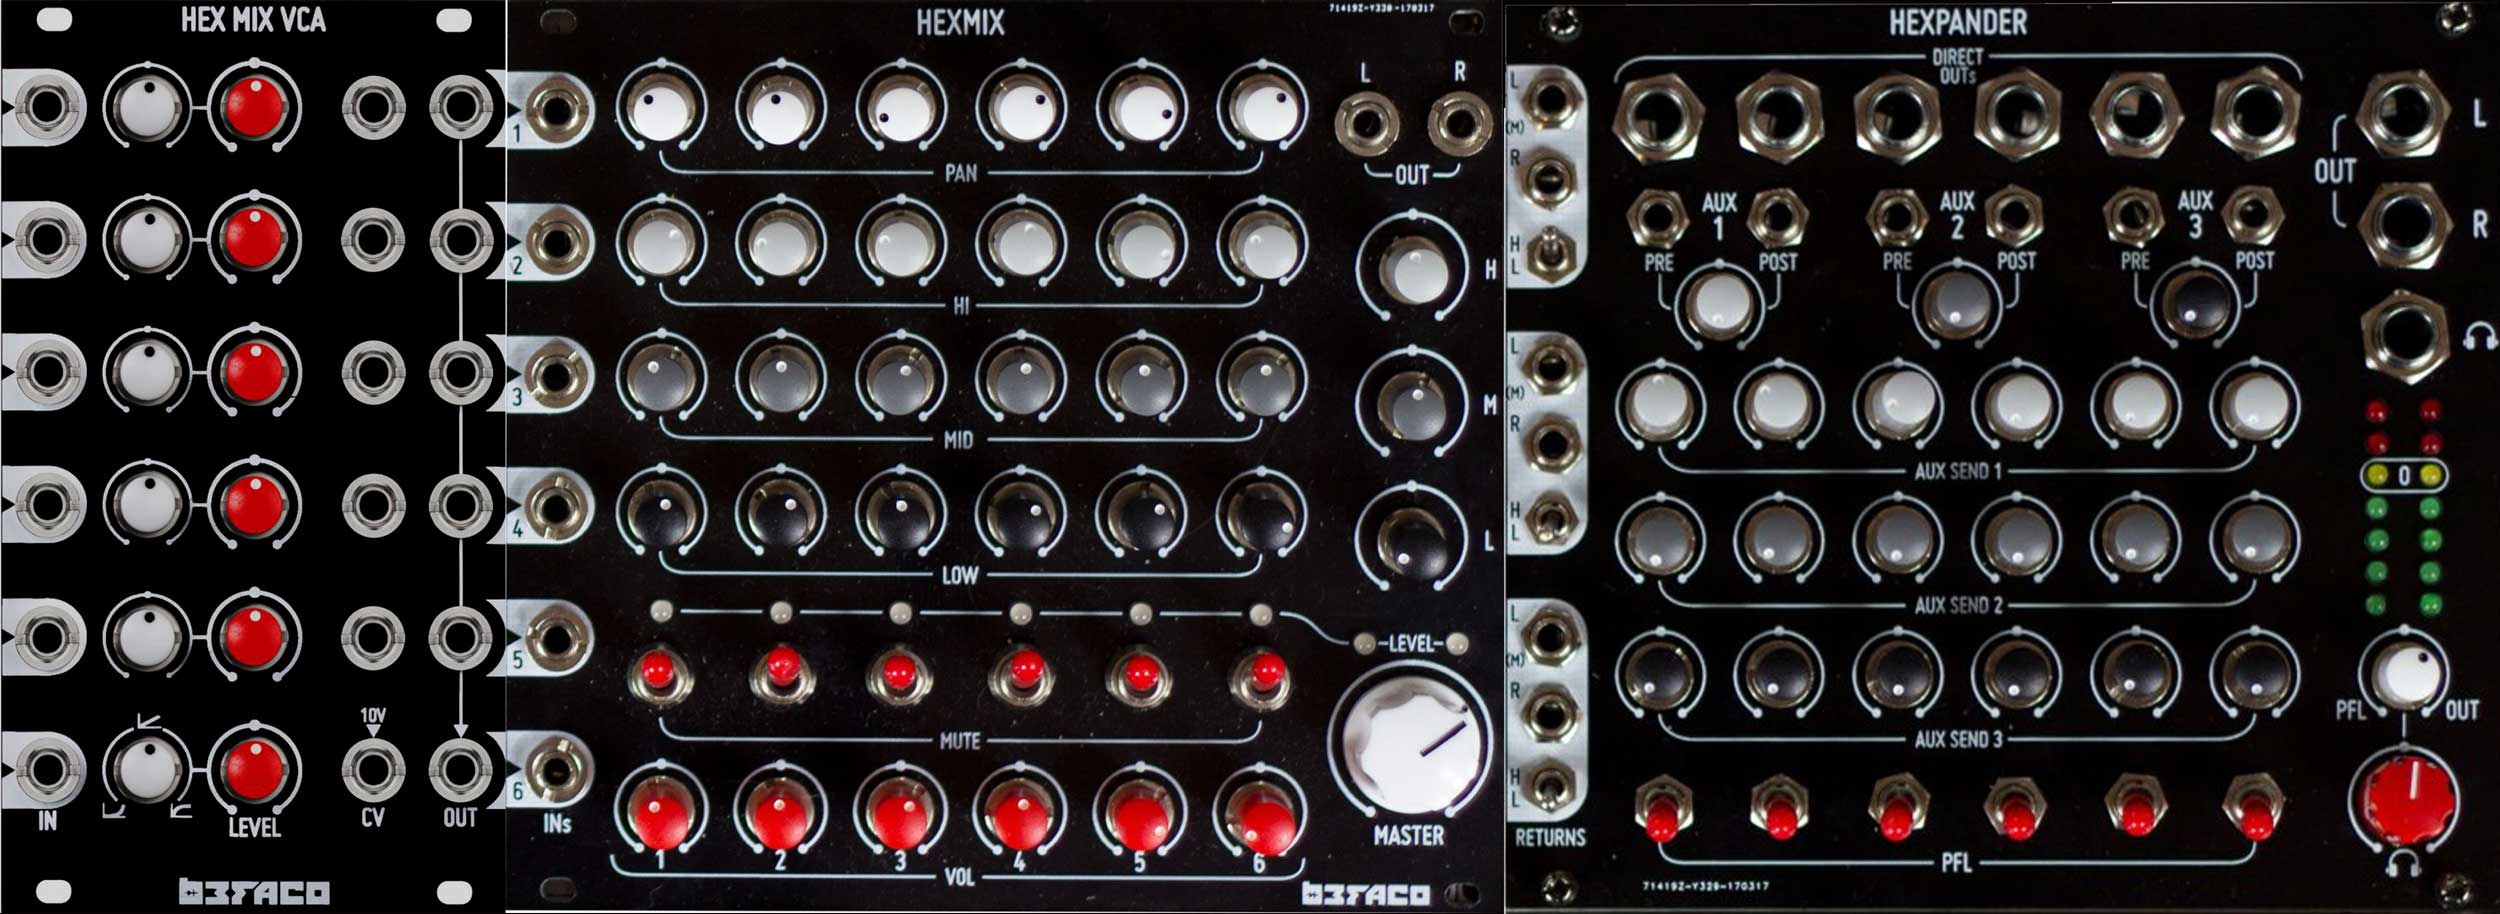 HEX MIX VCA
10V
IN
LEVEL
CV
OUT
B3FACO
HEXMIX
71419Z-Y330-170317
L R
OUT
1
PAN
2
HI
H
3
MID
M
4
LOW
L
5
LEVEL
MUTE
6
INs
1 2 3 4 5 6
VOL
MASTER
B3FACO
HEXPANDER
DIRECT
OUTs
L
(M)
R
H
L
AUX
1
PRE POST
AUX
2
PRE POST
AUX
3
PRE POST
OUT
L
R
L
(M)
R
H
L
AUX SEND 1
0
AUX SEND 2
L
(M)
R
H
L
RETURNS
AUX SEND 3
PFL OUT
PFL
71419Z-Y329-170317